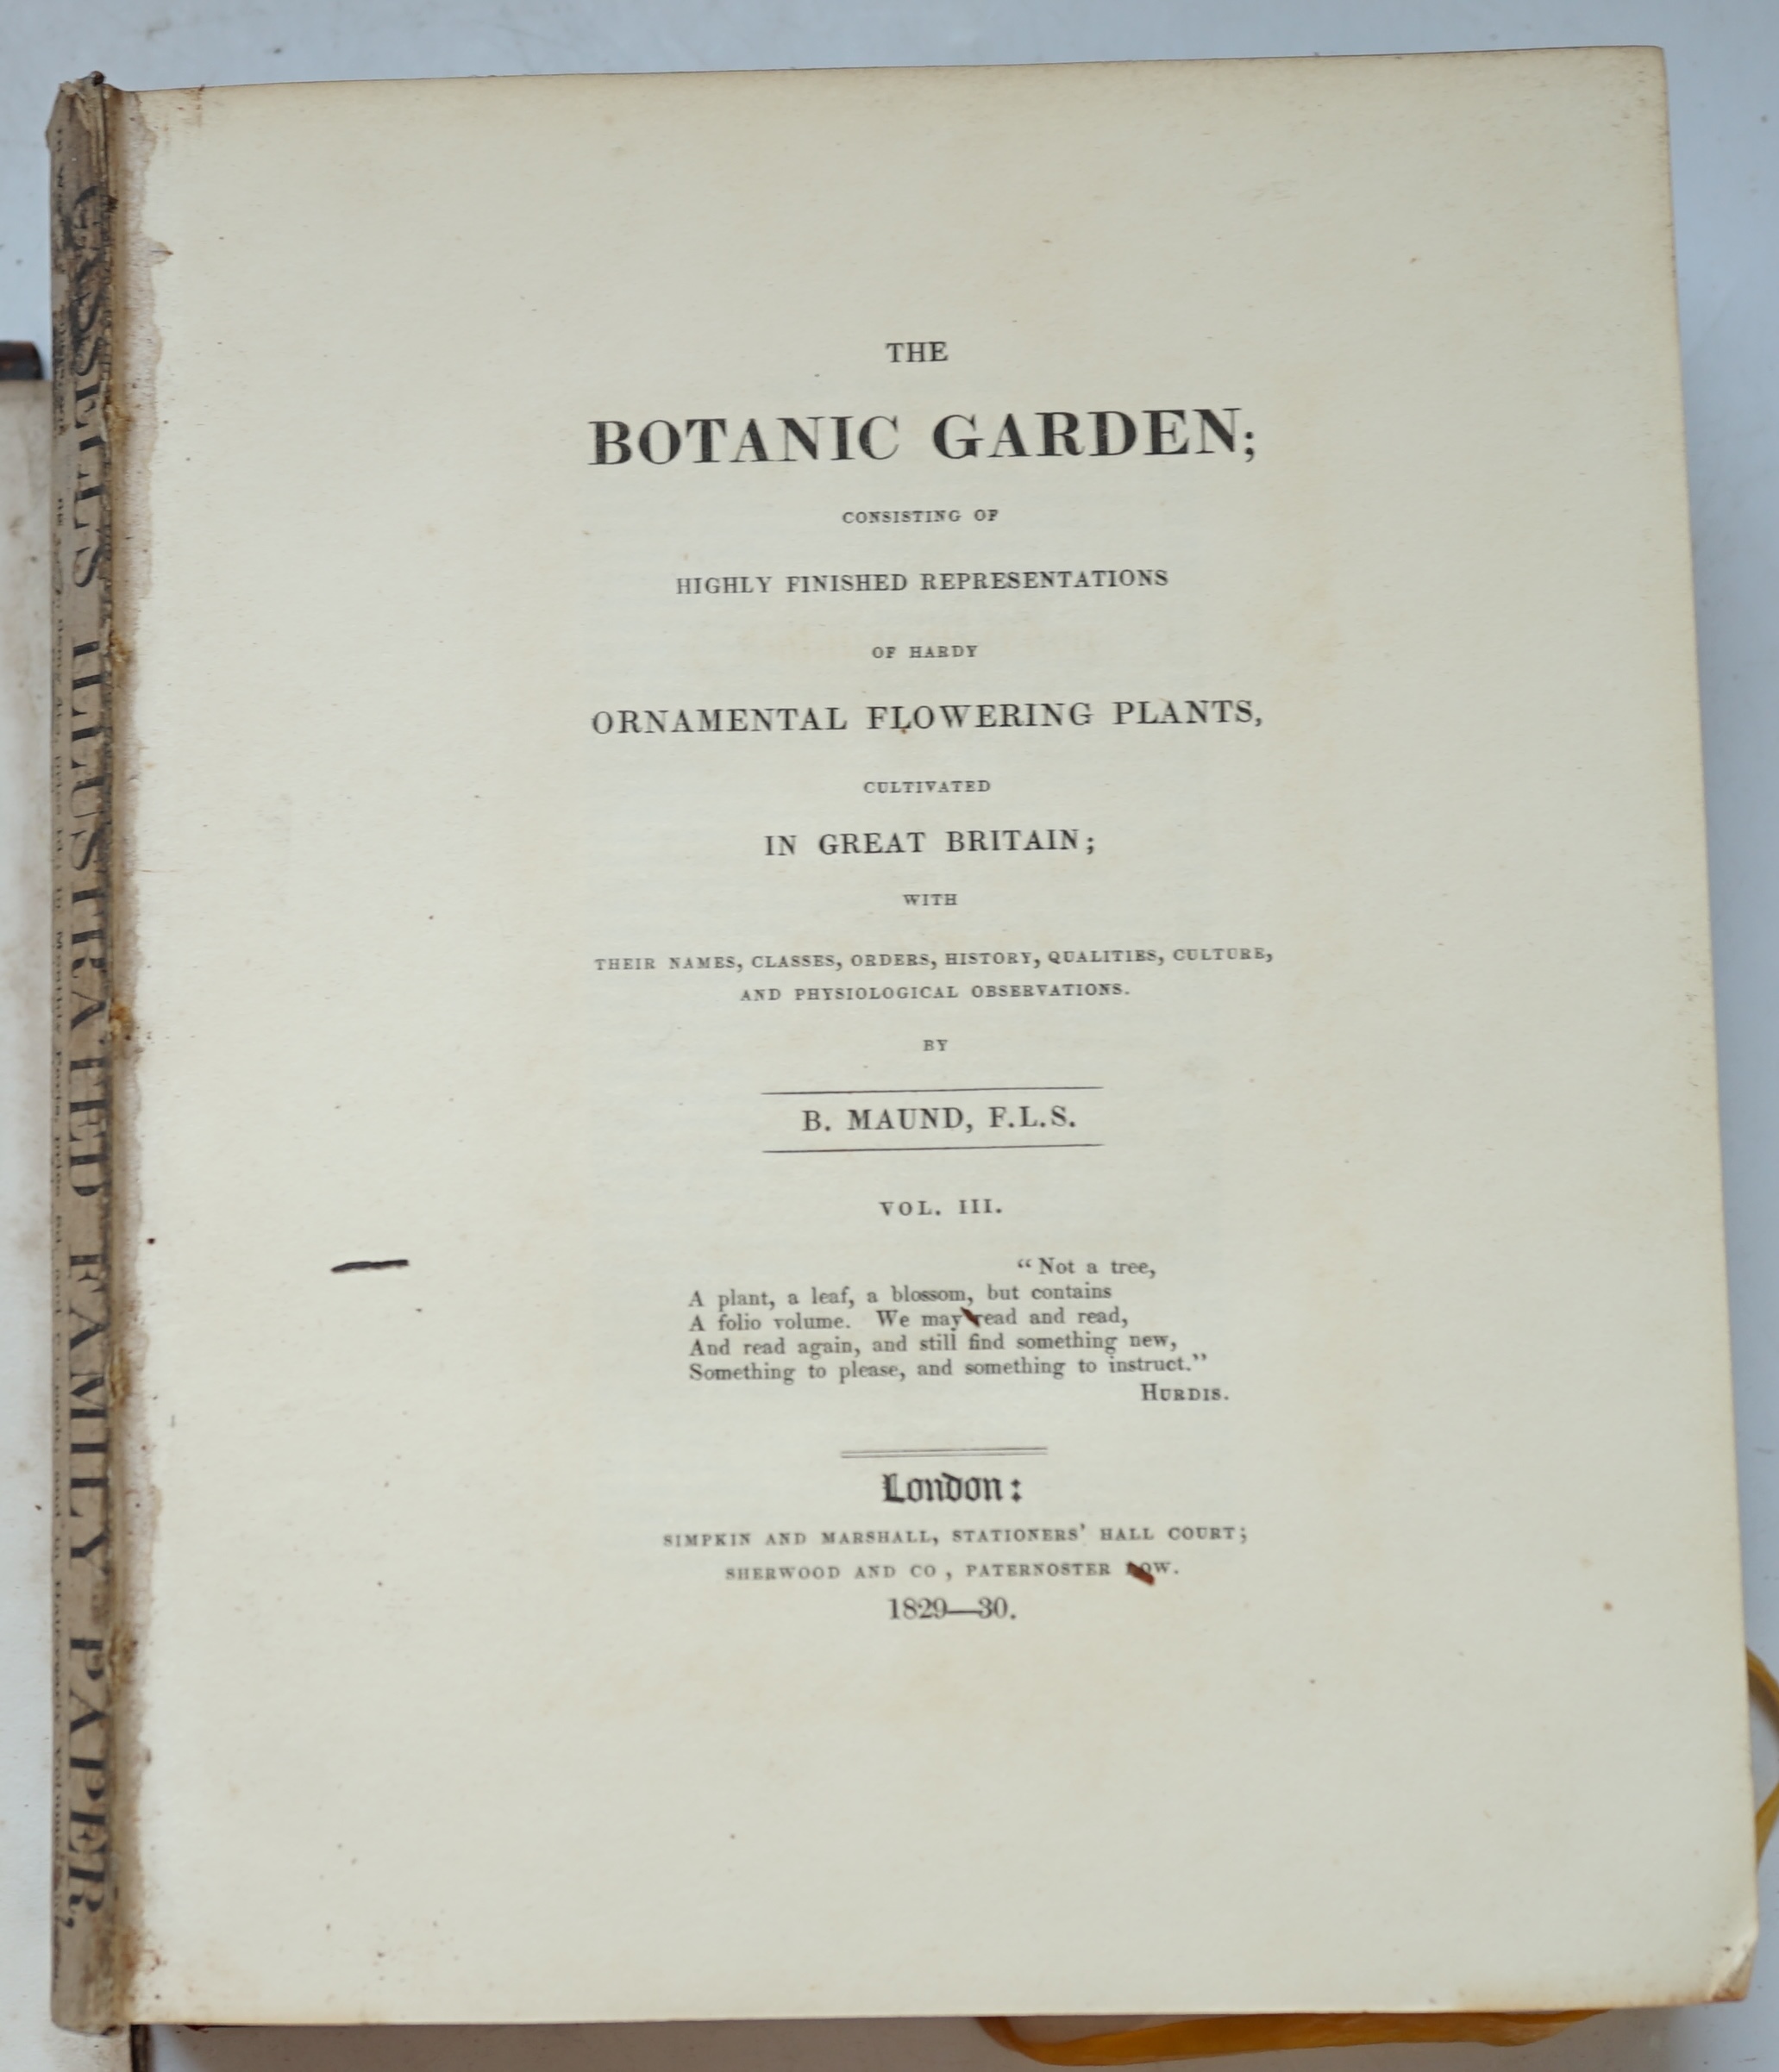 THE
BOTANIC GARDEN;
CONSISTING OF
HIGHLY FINISHED REPRESENTATIONS
OF HARDY
ORNAMENTAL FLOWERING PLANTS,
CULTIVATED
IN GREAT BRITAIN;
WITH
THEIR NAMES, CLASSES, ORDERS, HISTORY, QUALITIES, CULTURE,
AND PHYSIOLOGICAL OBSERVATIONS.
BY
B. MAUND, F.L.S.
VOL. III.
“Not a tree,
A plant, a leaf, a blossom, but contains
A folio volume. We may read and read,
And read again, and still find something new,
Something to please, and something to instruct.”
HURDIS.
London:
SIMPKIN AND MARSHALL, STATIONERS’ HALL COURT;
SHERWOOD AND CO, PATERNOSTER ROW.
1829—30.
ILLUSTRATED FAMILY PAPER,